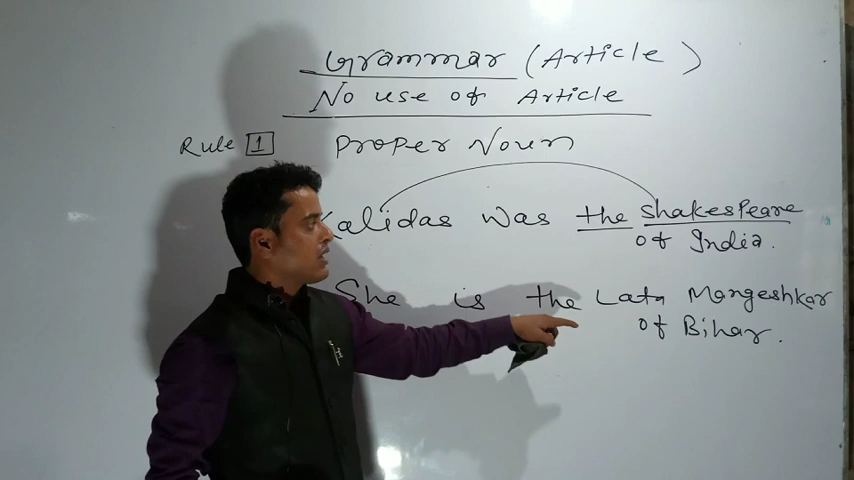 Grammar (Article)
No use of Article
Rule 1 Proper Noun
Kalidas was the Shakespeare
of India.
She is the Lata Mangeshkar
of Bihar.